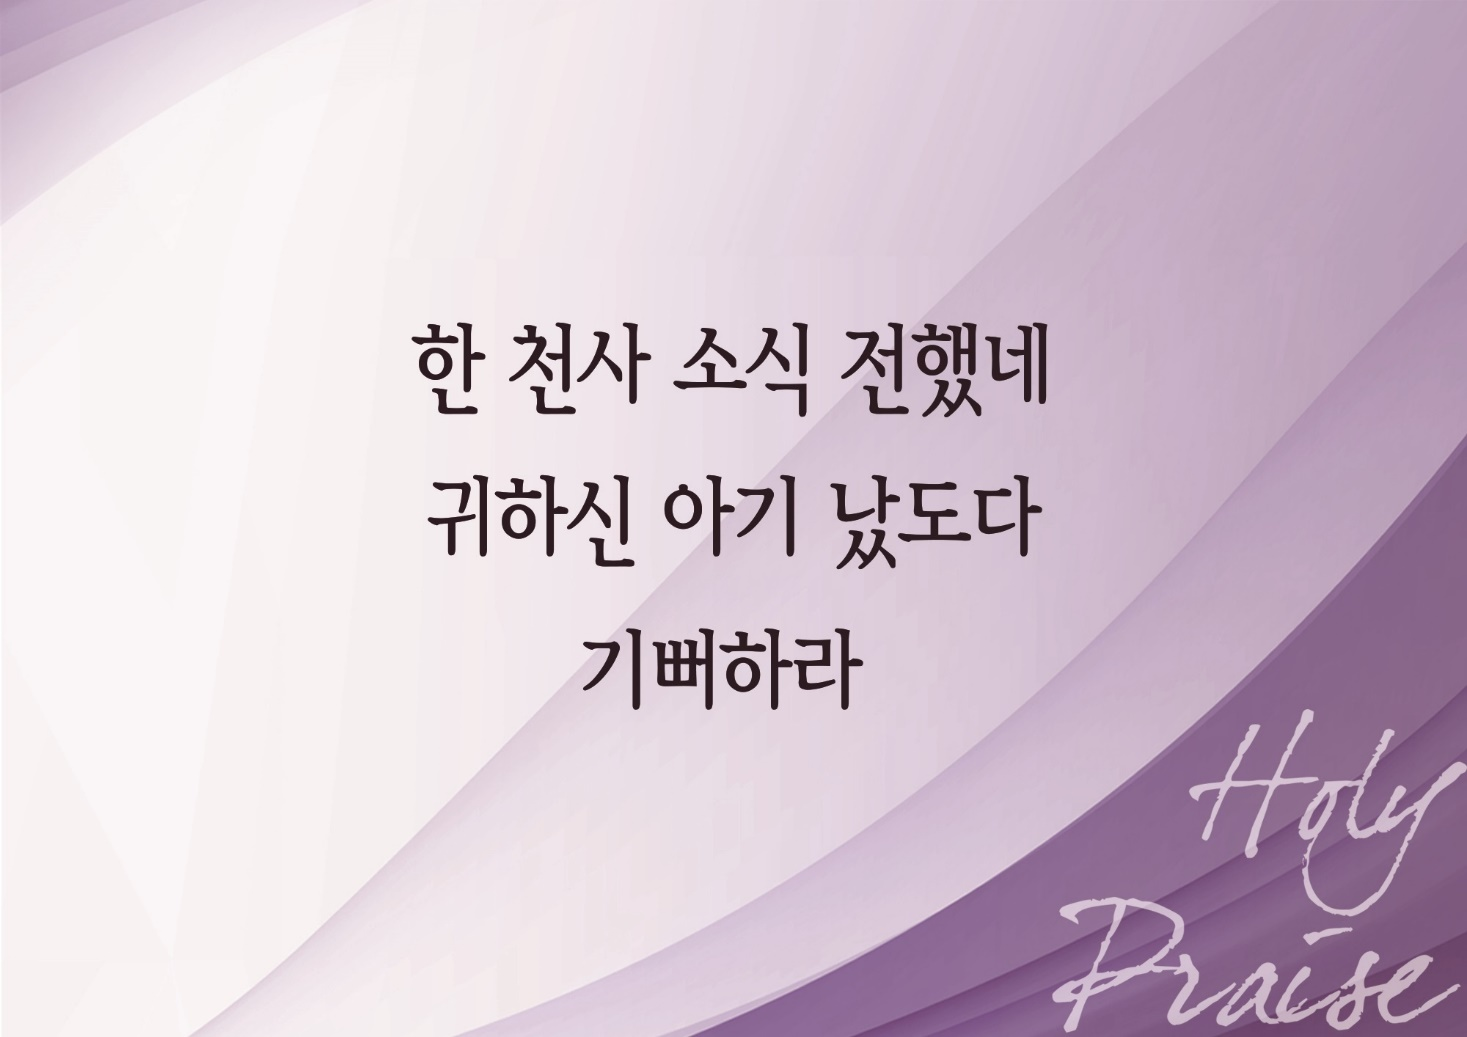 한 천사 소식 전했네
귀하신 아기 났도다
기뻐하라
Holy
Praise